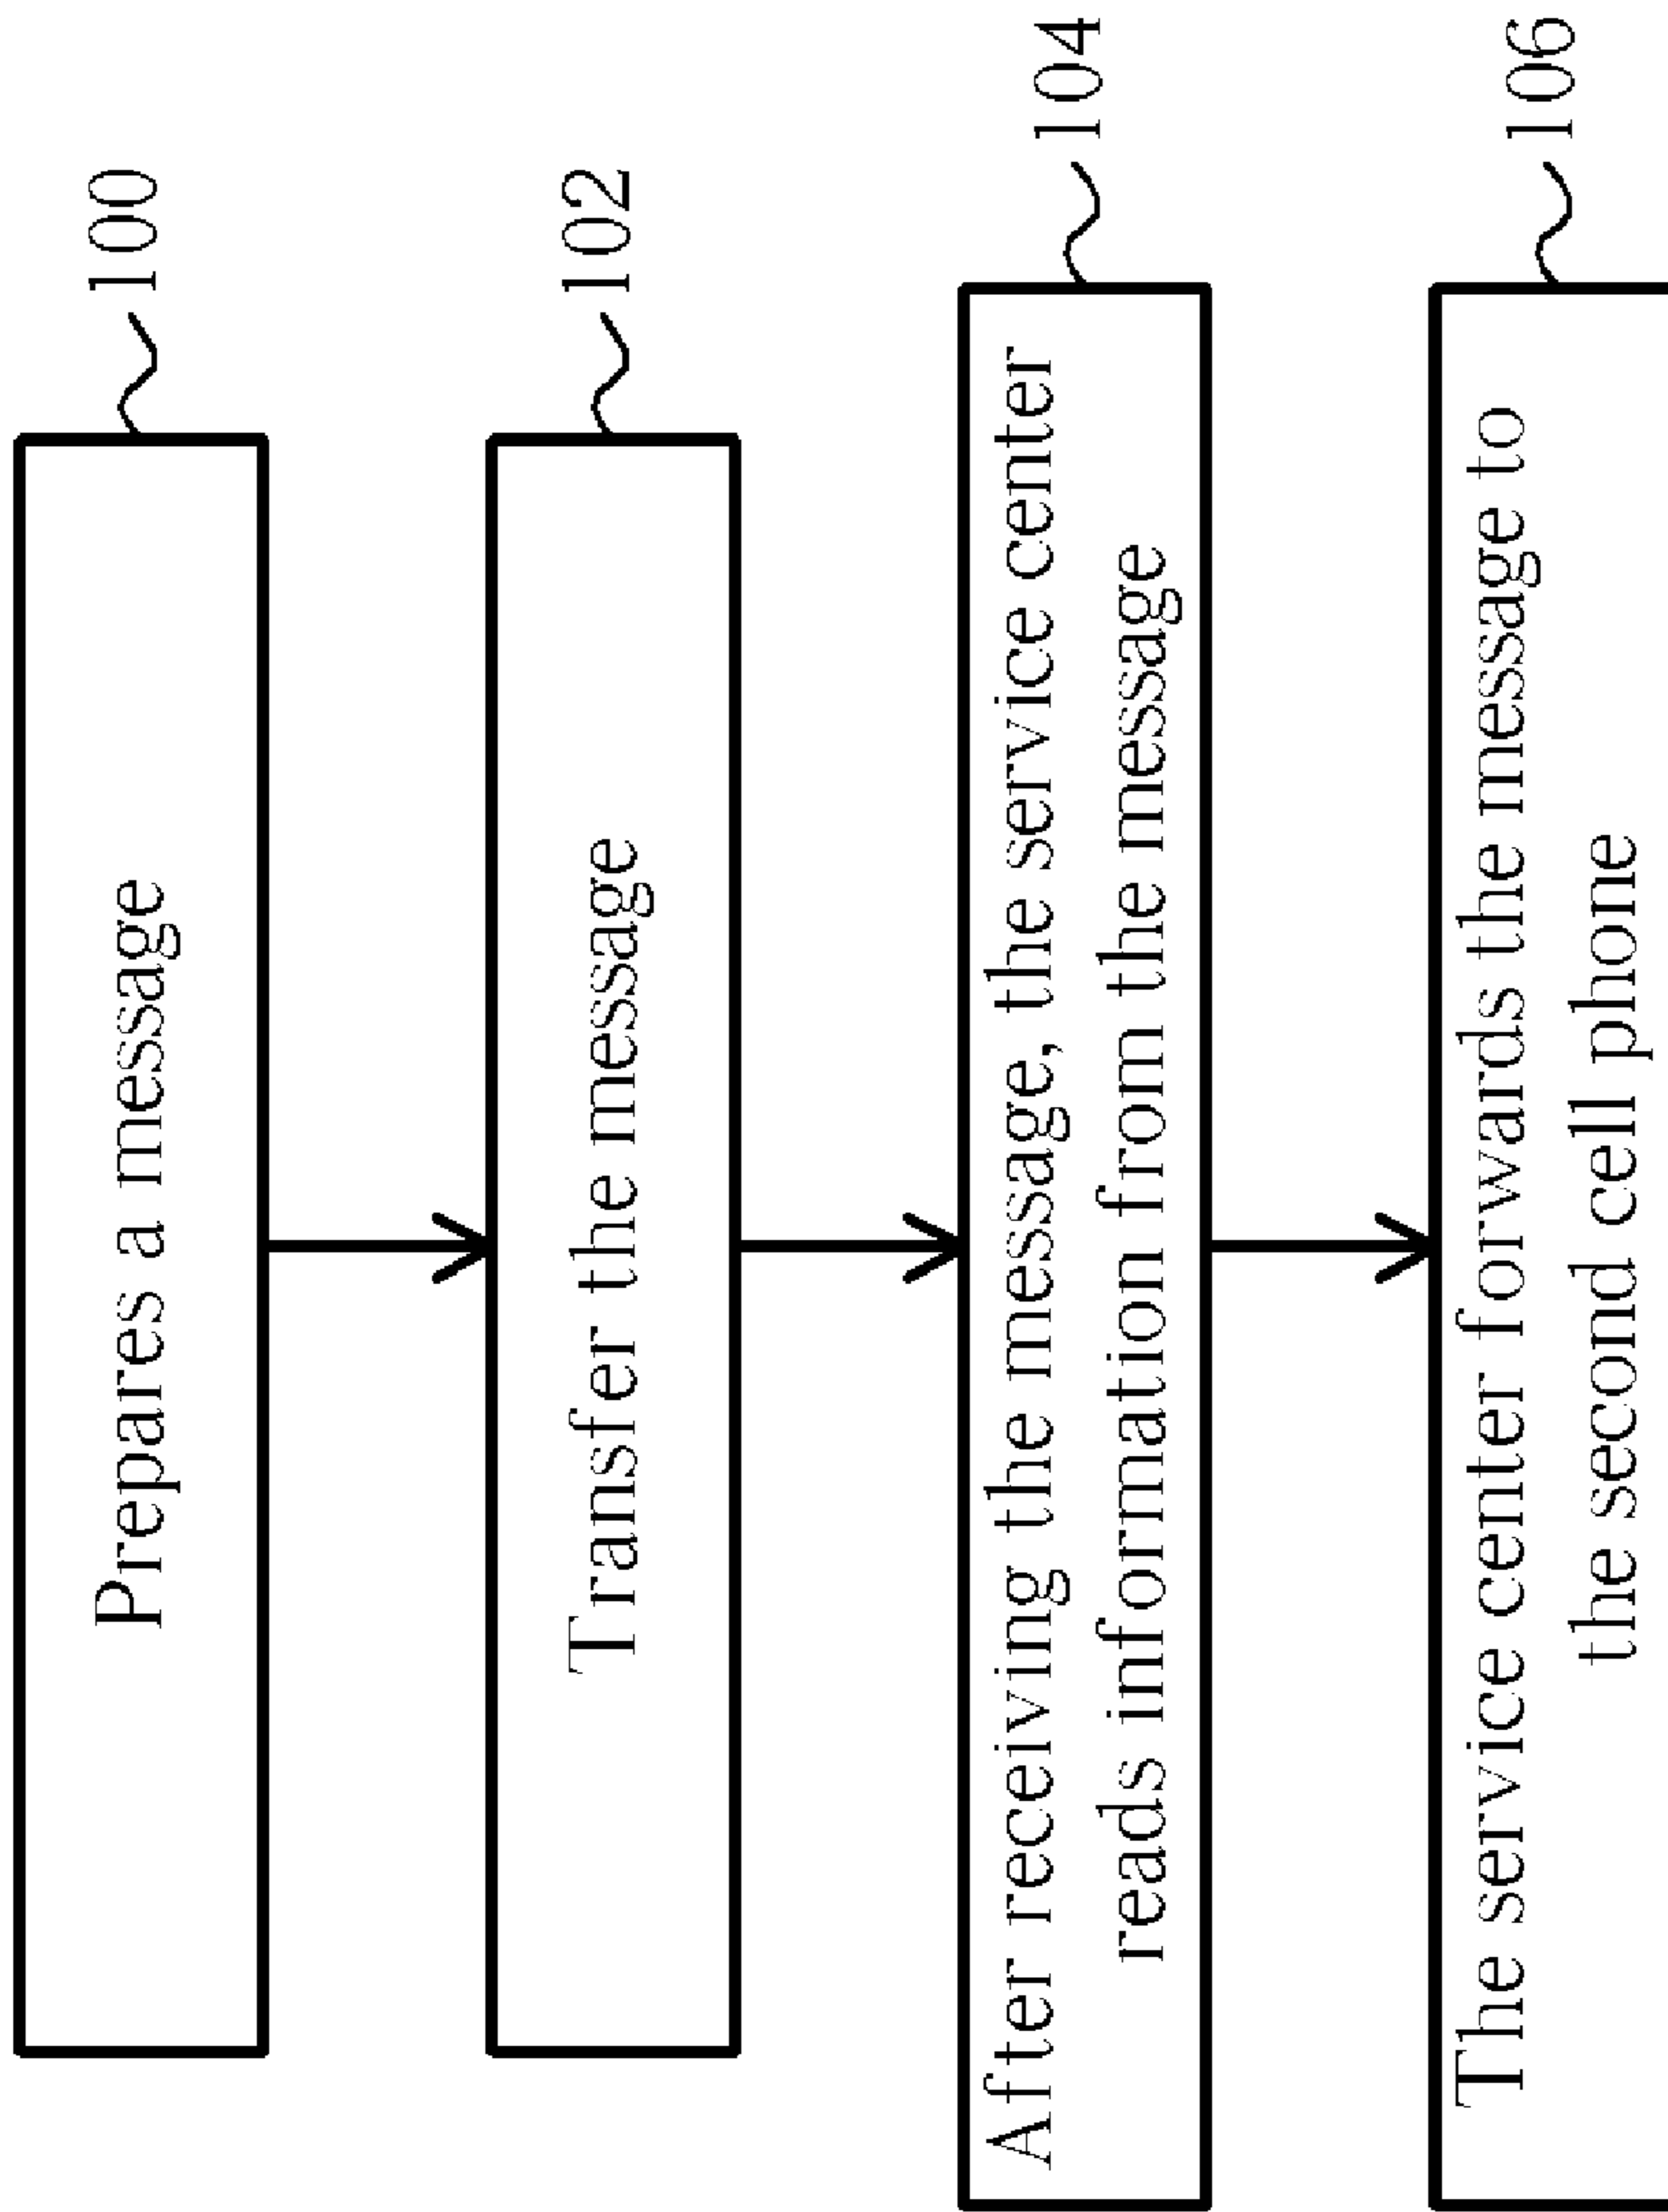 Prepares a message
100
Transfer the message
102
After receiving the message, the service center
reads information from the message
104
The service center forwards the message to
the second cell phone
106